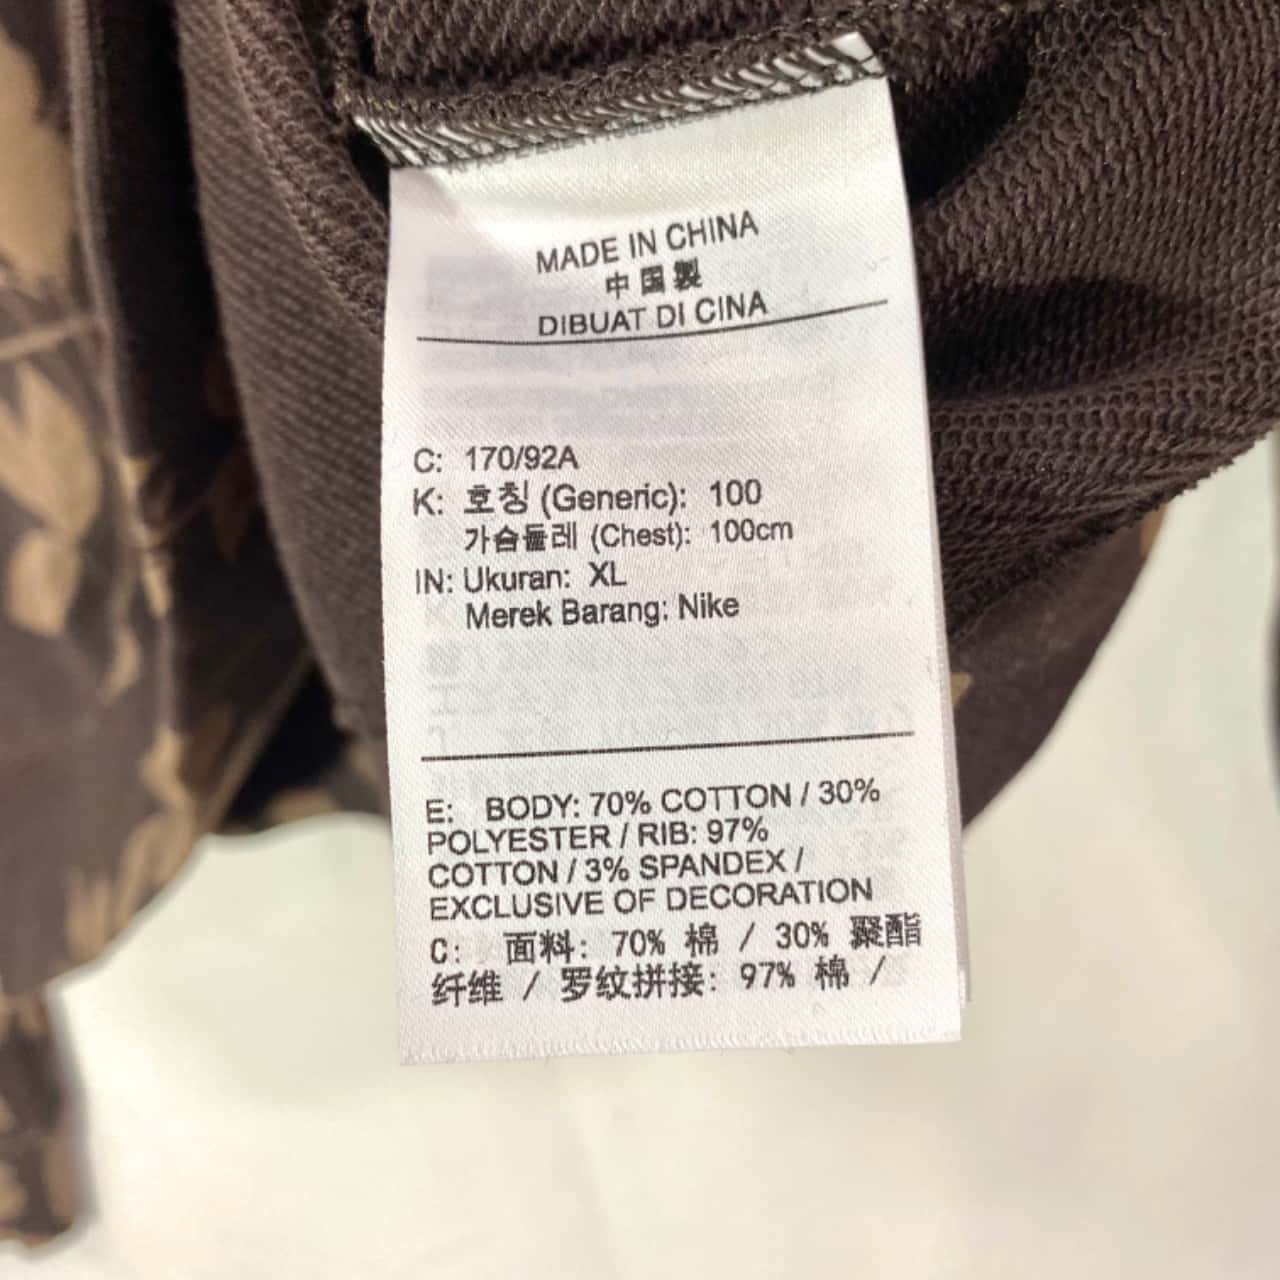 MADE IN CHINA
中国製
DIBUAT DI CINA
C: 170/92A
K: 호칭 (Generic): 100
가슴둘레 (Chest): 100cm
IN: Ukuran: XL
Merek Barang: Nike
E: BODY: 70% COTTON / 30%
POLYESTER / RIB: 97%
COTTON / 3% SPANDEX /
EXCLUSIVE OF DECORATION
C: 面料: 70% 棉 / 30% 聚酯
纤维 / 罗纹拼接: 97% 棉 /